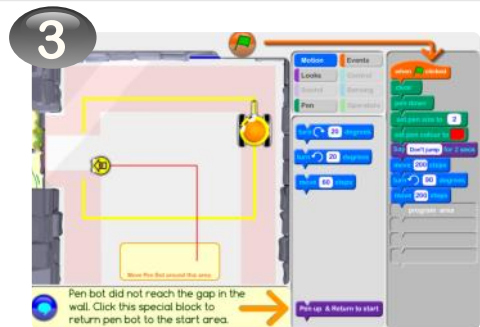 3
Motion
Events
Looks
Control
Sound
Sensing
Pen
Operators
turn 20 degrees
turn 20 degrees
move 60 steps
Pen up & Return to start
when clicked
clear
pen down
set pen size to 2
set pen colour to
Say Don't jump for 2 secs
move 200 steps
turn 90 degrees
move 200 steps
program area
Move Pen Bot around this area
Pen bot did not reach the gap in the
wall. Click this special block to
return pen bot to the start area.